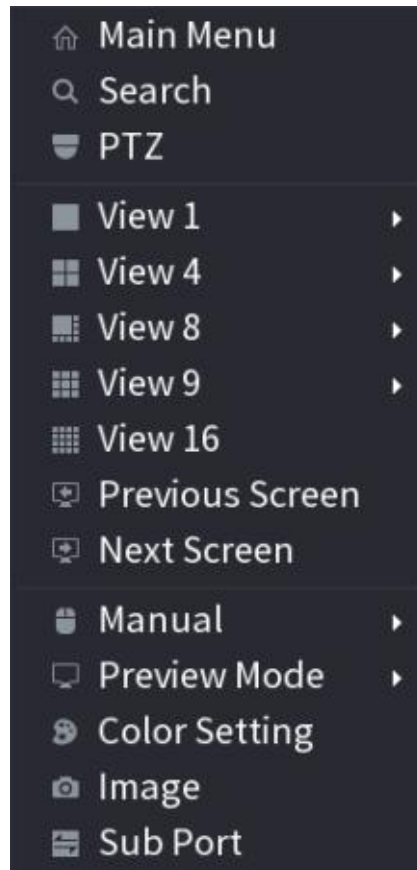 Main Menu
Search
PTZ
View 1
View 4
View 8
View 9
View 16
Previous Screen
Next Screen
Manual
Preview Mode
Color Setting
Image
Sub Port